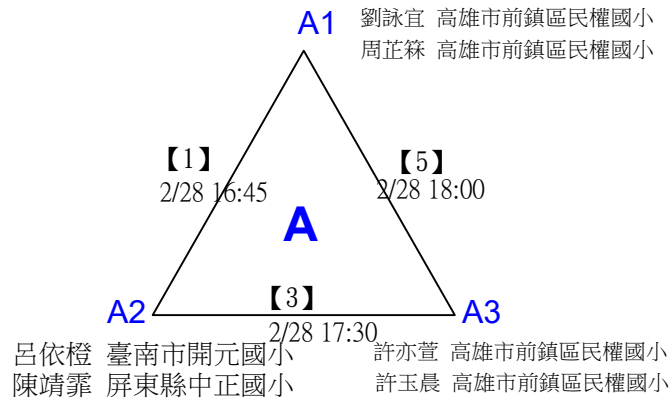 A1
劉詠宜 高雄市前鎮區民權國小
周芷箖 高雄市前鎮區民權國小
【1】
2/28 16:45
【5】
2/28 18:00
A
A2
【3】
2/28 17:30
A3
呂依橙 臺南市開元國小
陳靖霏 屏東縣中正國小
許亦萱 高雄市前鎮區民權國小
許玉晨 高雄市前鎮區民權國小